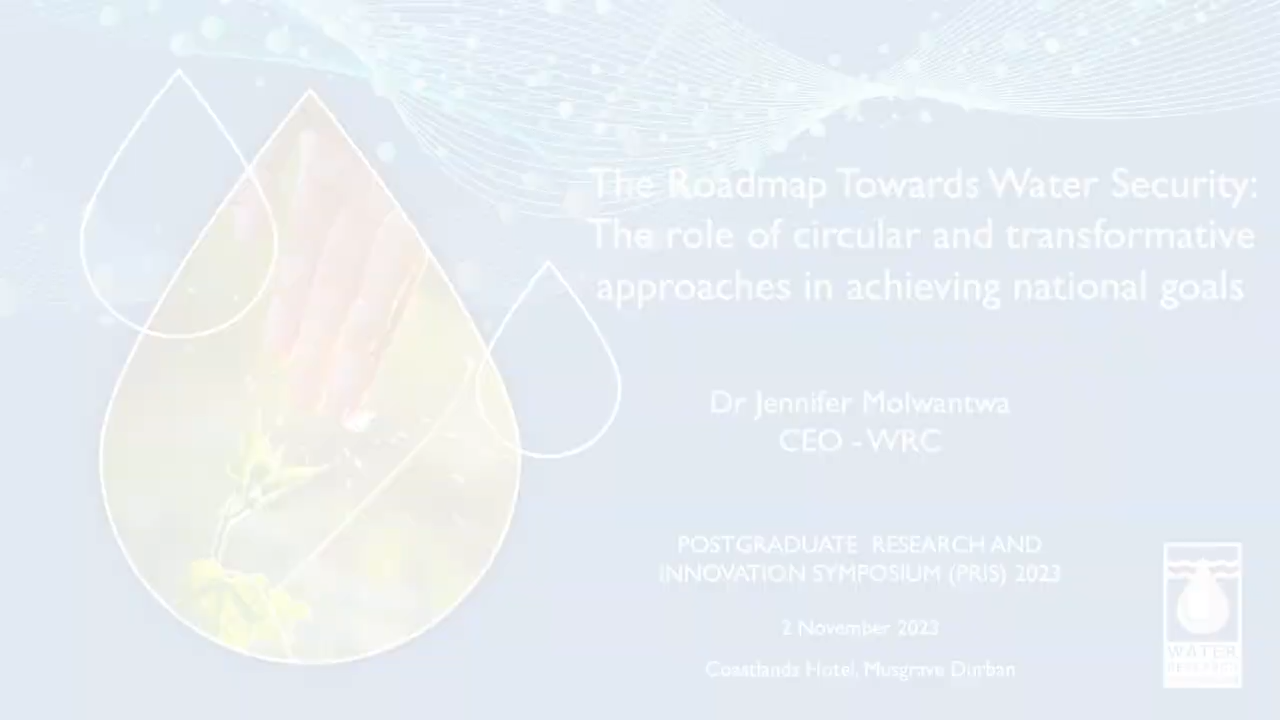 The Roadmap Towards Water Security:
The role of circular and transformative
approaches in achieving national goals
Dr Jennifer Molwantwa
CEO - WRC
POSTGRADUATE RESEARCH AND
INNOVATION SYMPOSIUM (PRIS) 2023
2 November 2023
Coastlands Hotel, Musgrave Durban
WATER
RESEARCH